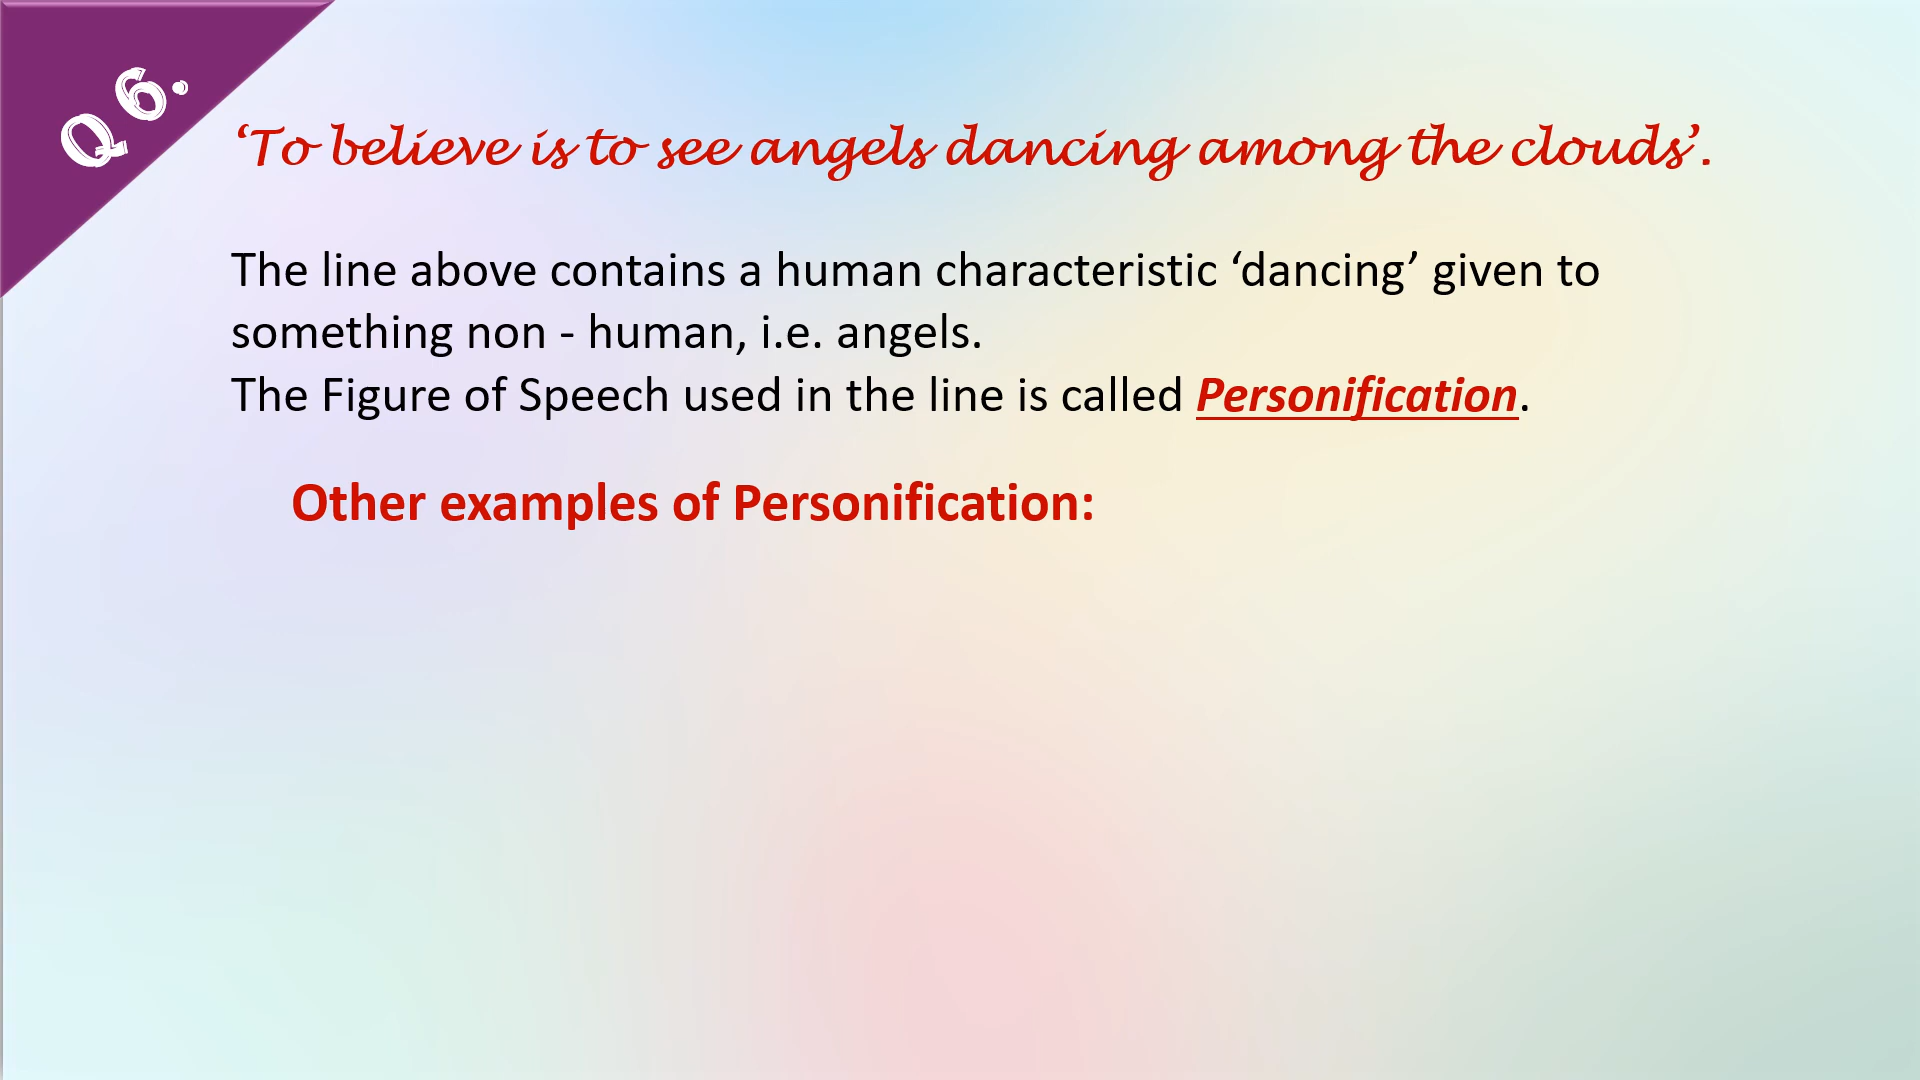 Q 6.
‘To believe is to see angels dancing among the clouds’.
The line above contains a human characteristic ‘dancing’ given to
something non - human, i.e. angels.
The Figure of Speech used in the line is called Personification.
Other examples of Personification: